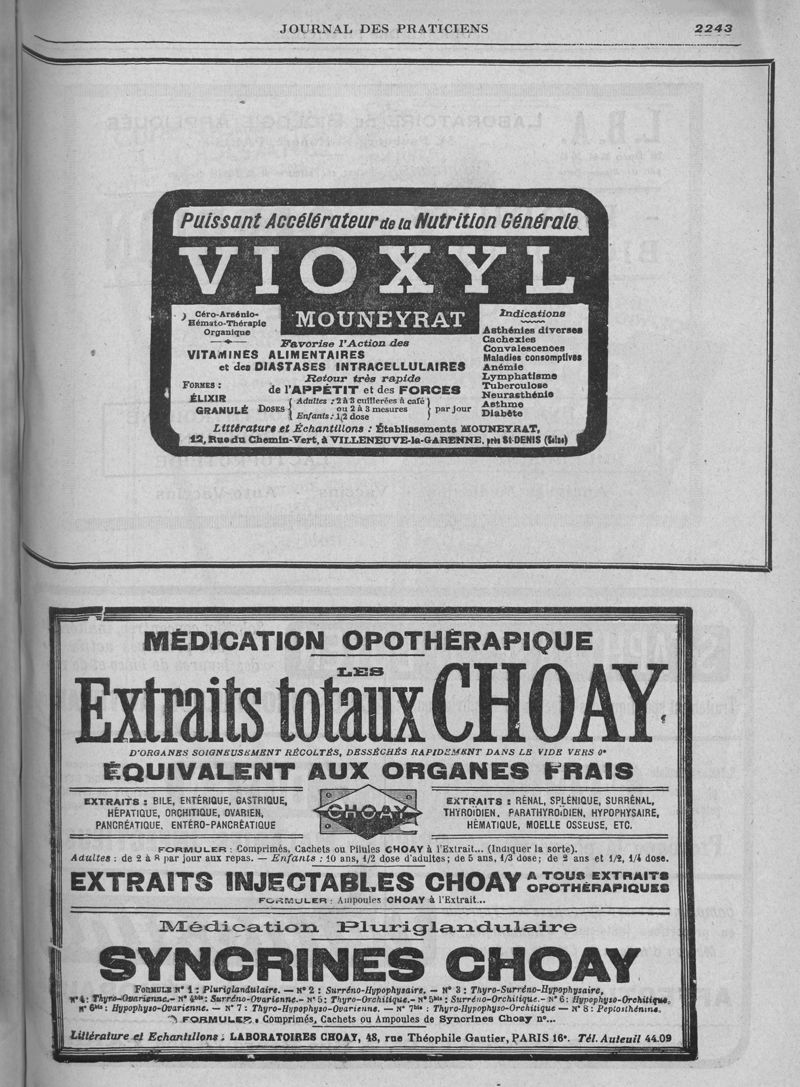 JOURNAL DES PRATICIENS 2243
Puissant Accélérateur de la Nutrition Générale
VIOXYL
MOUNEYRAT
Céro-Arsénio-
Hémato-Thérapie
Organique
Favorise l'Action des
VITAMINES ALIMENTAIRES
et des DIASTASES INTRACELLULAIRES
Retour très rapide
de l'APPÉTIT et des FORCES
FORMES :
ÉLIXIR
GRANULÉ
DOSES
Adultes : 2 à 3 cuillerées à café
ou 2 à 3 mesures
Enfants : 1/2 dose
par jour
Indications
Asthénies diverses
Cachexies
Convalescences
Maladies consomptives
Anémie
Lymphatisme
Tuberculose
Neurasthénie
Asthme
Diabète
Littérature et Échantillons : Établissements MOUNEYRAT,
12, Rue du Chemin-Vert, à VILLENEUVE-la-GARENNE, près St-DENIS (Seine)
MÉDICATION OPOTHÉRAPIQUE
LES
Extraits totaux CHOAY
D'ORGANES SOIGNEUSEMENT RÉCOLTÉS, DESSÉCHÉS RAPIDEMENT DANS LE VIDE VERS 0°
ÉQUIVALENT AUX ORGANES FRAIS
EXTRAITS : BILE, ENTÉRIQUE, GASTRIQUE,
HÉPATIQUE, ORCHITIQUE, OVARIEN,
PANCRÉATIQUE, ENTÉRO-PANCRÉATIQUE
CHOAY
EXTRAITS : RÉNAL, SPLÉNIQUE, SURRÉNAL,
THYROIDIEN, PARATHYROÏDIEN, HYPOPHYSAIRE,
HÉMATIQUE, MOELLE OSSEUSE, ETC.
FORMULER : Comprimés, Cachets ou Pilules CHOAY à l'Extrait... (Indiquer la sorte).
Adultes : de 2 à 8 par jour aux repas. — Enfants : 10 ans, 1/2 dose d'adultes; de 5 ans, 1/3 dose; de 2 ans et 1/2, 1/4 dose.
EXTRAITS INJECTABLES CHOAY A TOUS EXTRAITS
OPOTHÉRAPIQUES
FORMULER : Ampoules CHOAY à l'Extrait...
Médication Pluriglandulaire
SYNCRINES CHOAY
FORMULE N° 1 : Pluriglandulaire. — N° 2 : Surréno-Hypophysaire. — N° 3 : Thyro-Surréno-Hypophysaire,
N° 4 : Thyro-Ovarienne.- N° 4bis : Surréno-Ovarienne.- N° 5 : Thyro-Orchitique.- N° 5bis : Surréno-Orchitique.- N° 6 : Hypophyso-Orchitique.
N° 6bis : Hypophyso-Ovarienne. — N° 7 : Thyro-Hypophyso-Ovarienne. — N° 7bis : Thyro-Hypophyso-Orchitique — N° 8 : Peptosthénine.
FORMULER : Comprimés, Cachets ou Ampoules de Syncrines Choay n°...
Littérature et Echantillons : LABORATOIRES CHOAY, 48, rue Théophile Gautier, PARIS 16e. Tél. Auteuil 44.09